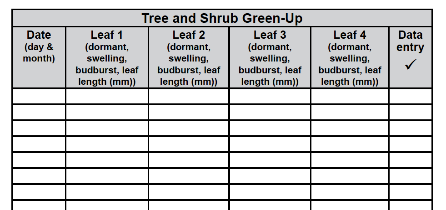 Tree and Shrub Green-Up
Date Leaf 1 Leaf 2 Leaf 3 Leaf 4 Data
(day & (dormant, (dormant, (dormant, (dormant, entry
month) swelling, swelling, swelling, swelling, ✓
budburst, leaf budburst, leaf budburst, leaf budburst, leaf
length (mm)) length (mm)) length (mm)) length (mm))